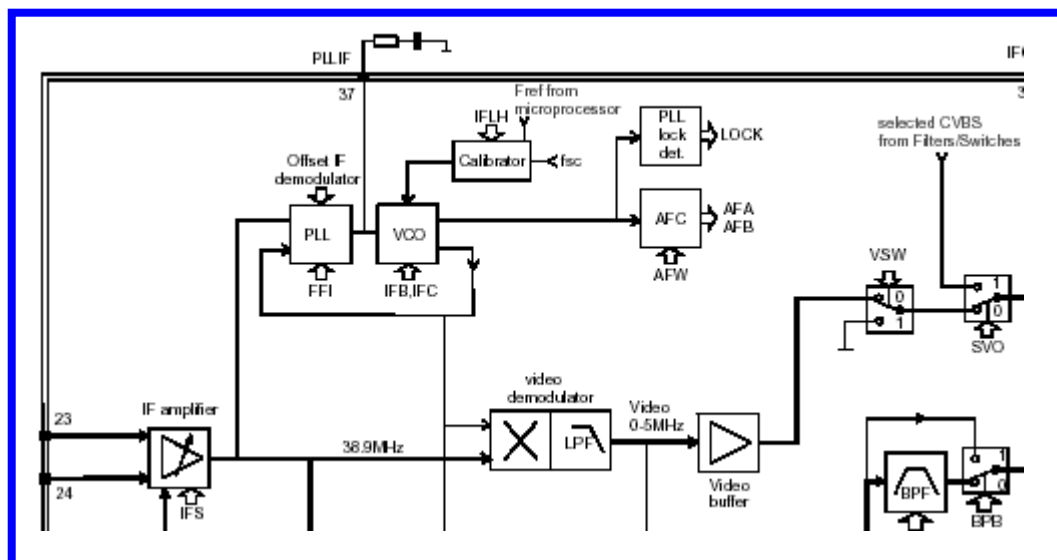 PLL IF
37
IFLH
Fref from
microprocessor
Calibrator
fsc
PLL
lock
det.
LOCK
selected CVBS
from Filters/Switches
Offset IF
demodulator
PLL
VCO
AFC
AFA
AFB
FFI
IFB,IFC
AFW
VSW
0
1
1
0
SVO
23
IF amplifier
24
IFS
38.9MHz
video
demodulator
LPF
Video
0-5MHz
Video
buffer
BPF
1
0
BPB